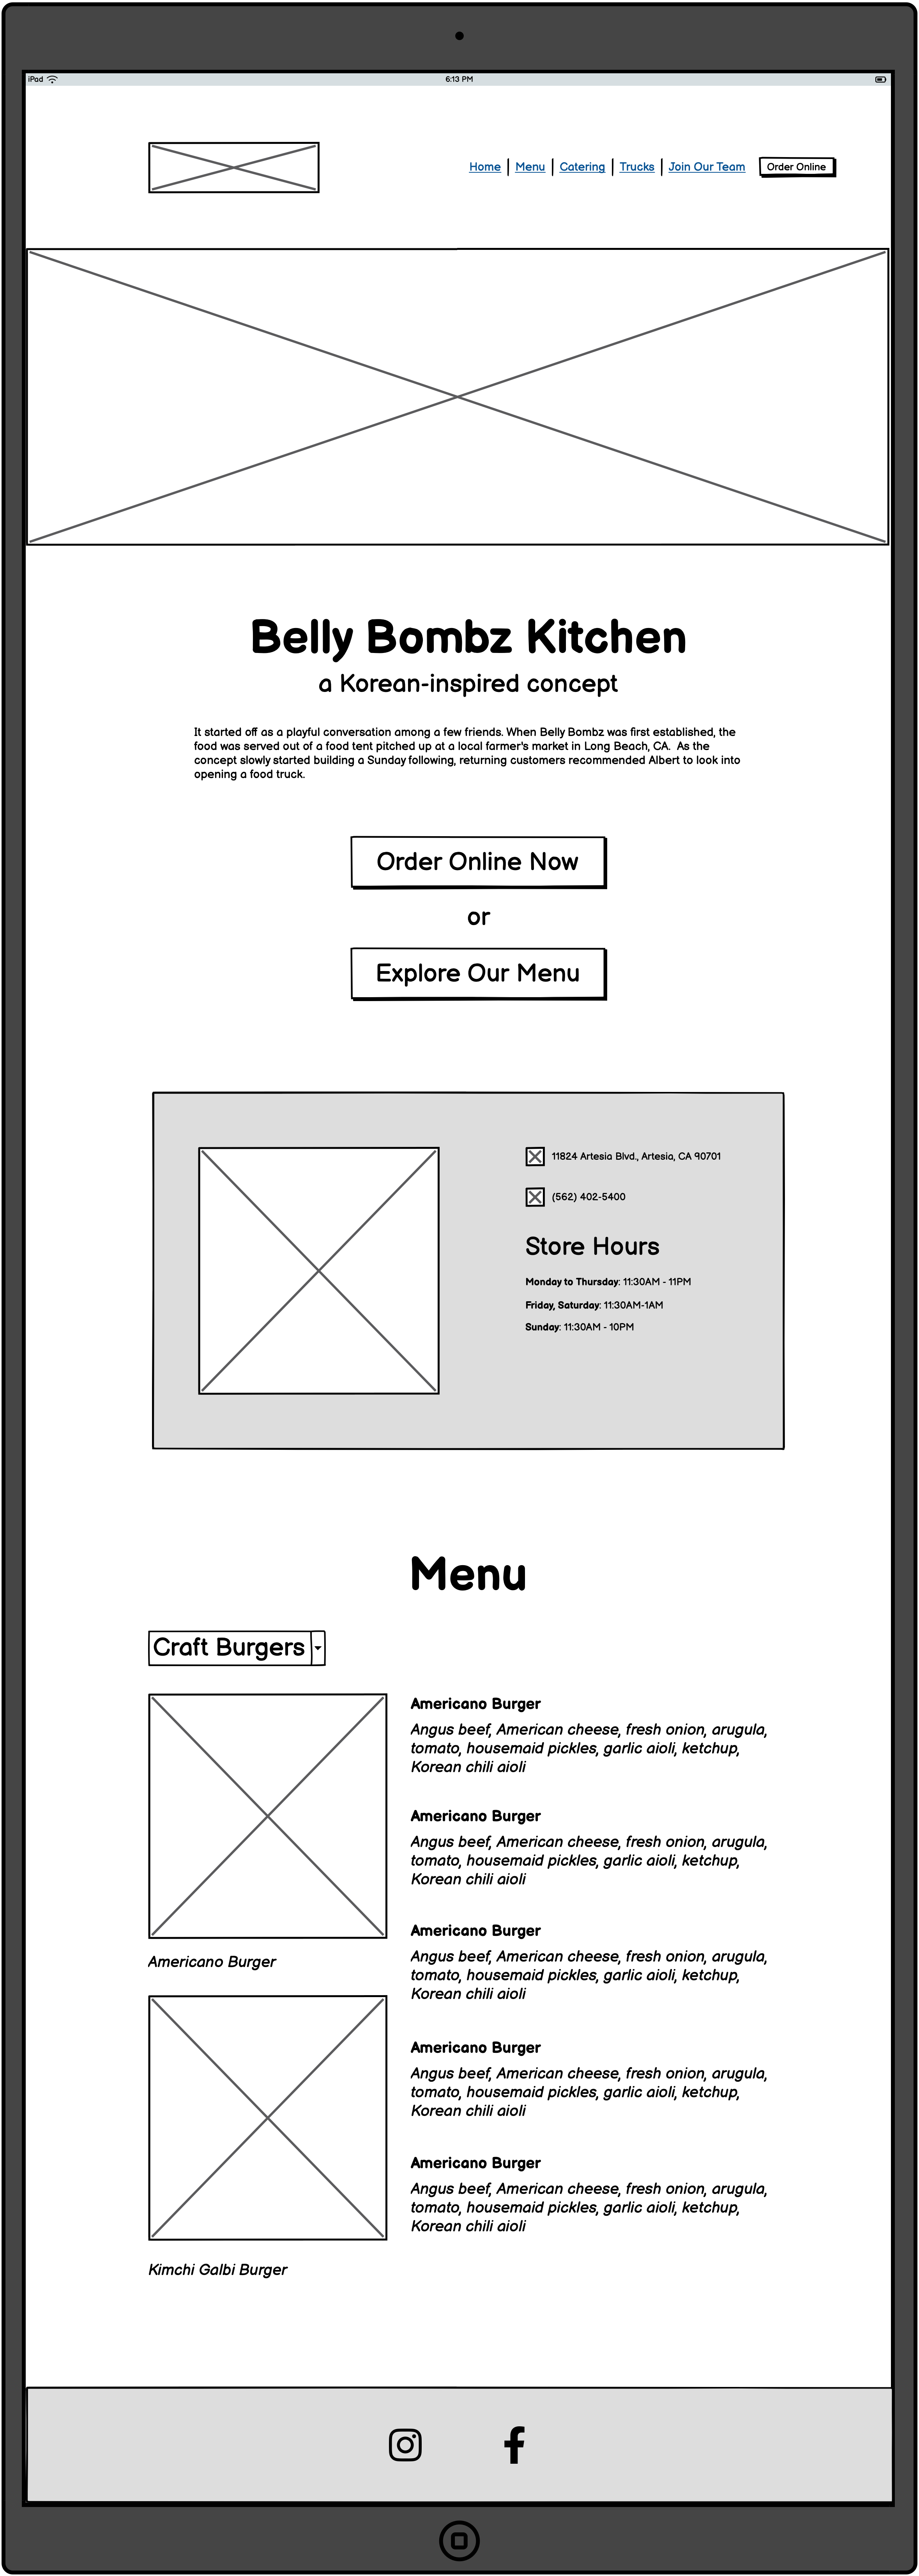 iPad
6:13 PM
Home | Menu | Catering | Trucks | Join Our Team Order Online
Belly Bombz Kitchen
a Korean-inspired concept
It started off as a playful conversation among a few friends. When Belly Bombz was first established, the
food was served out of a food tent pitched up at a local farmer's market in Long Beach, CA. As the
concept slowly started building a Sunday following, returning customers recommended Albert to look into
opening a food truck.
Order Online Now
or
Explore Our Menu
11824 Artesia Blvd., Artesia, CA 90701
(562) 402-5400
Store Hours
Monday to Thursday: 11:30AM - 11PM
Friday, Saturday: 11:30AM-1AM
Sunday: 11:30AM - 10PM
Menu
Craft Burgers
Americano Burger
Kimchi Galbi Burger
Americano Burger
Angus beef, American cheese, fresh onion, arugula,
tomato, housemaid pickles, garlic aioli, ketchup,
Korean chili aioli
Americano Burger
Angus beef, American cheese, fresh onion, arugula,
tomato, housemaid pickles, garlic aioli, ketchup,
Korean chili aioli
Americano Burger
Angus beef, American cheese, fresh onion, arugula,
tomato, housemaid pickles, garlic aioli, ketchup,
Korean chili aioli
Americano Burger
Angus beef, American cheese, fresh onion, arugula,
tomato, housemaid pickles, garlic aioli, ketchup,
Korean chili aioli
Americano Burger
Angus beef, American cheese, fresh onion, arugula,
tomato, housemaid pickles, garlic aioli, ketchup,
Korean chili aioli